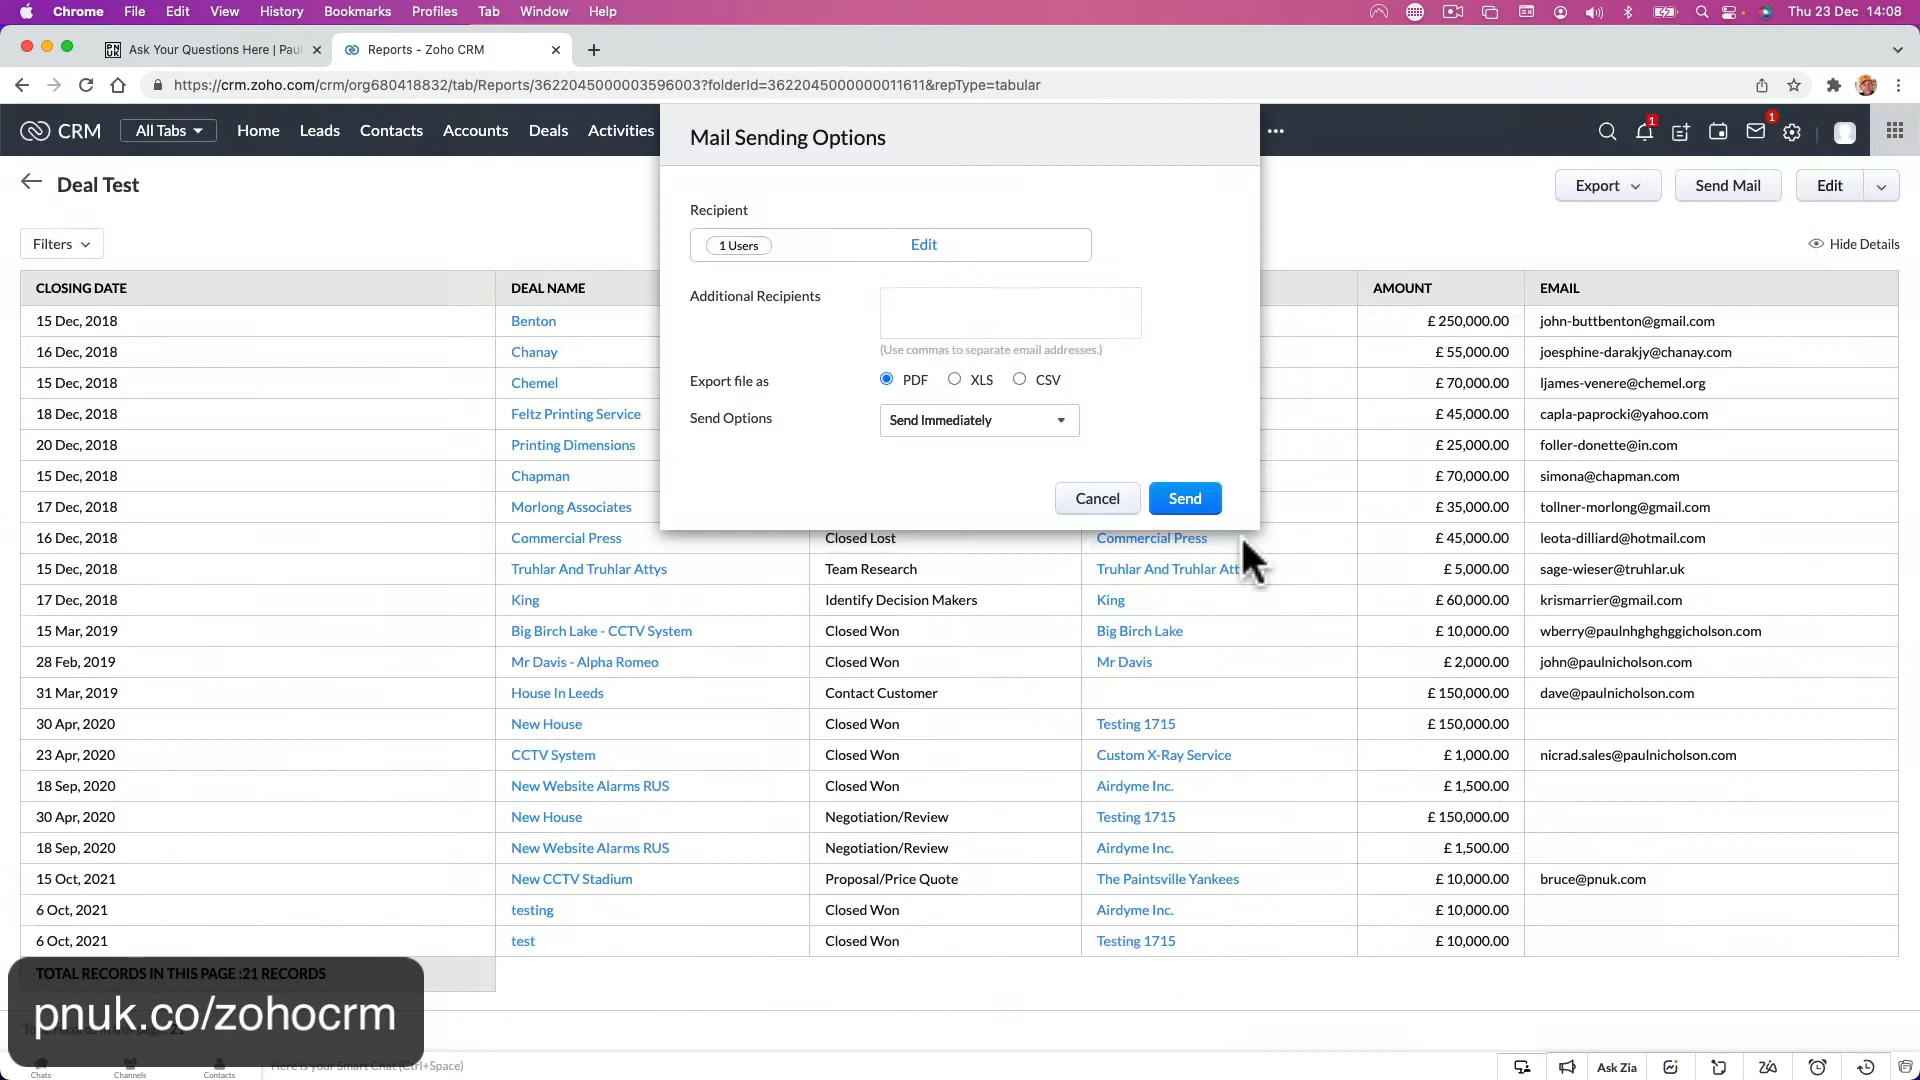 Chrome File Edit View History Bookmarks Profiles Tab Window Help Thu 23 Dec 14:08
Ask Your Questions Here | Paul
Reports - Zoho CRM
https://crm.zoho.com/crm/org680418832/tab/Reports/3622045000003596003?folderId=3622045000000011611&repType=tabular
CRM All Tabs Home Leads Contacts Accounts Deals Activities ••• 1 1
Mail Sending Options
Deal Test
Export Send Mail Edit
Recipient
1 Users Edit
Filters
Hide Details
Additional Recipients
(Use commas to separate email addresses.)
Export file as PDF XLS CSV
Send Options Send Immediately
Cancel Send
CLOSING DATE DEAL NAME AMOUNT EMAIL
15 Dec, 2018 Benton £ 250,000.00 john-buttbenton@gmail.com
16 Dec, 2018 Chanay £ 55,000.00 joesphine-darakjy@chanay.com
15 Dec, 2018 Chemel £ 70,000.00 ljames-venere@chemel.org
18 Dec, 2018 Feltz Printing Service £ 45,000.00 capla-paprocki@yahoo.com
20 Dec, 2018 Printing Dimensions £ 25,000.00 foller-donette@in.com
15 Dec, 2018 Chapman £ 70,000.00 simona@chapman.com
17 Dec, 2018 Morlong Associates £ 35,000.00 tollner-morlong@gmail.com
16 Dec, 2018 Commercial Press Closed Lost Commercial Press £ 45,000.00 leota-dilliard@hotmail.com
15 Dec, 2018 Truhlar And Truhlar Attys Team Research Truhlar And Truhlar Att £ 5,000.00 sage-wieser@truhlar.uk
17 Dec, 2018 King Identify Decision Makers King £ 60,000.00 krismarrier@gmail.com
15 Mar, 2019 Big Birch Lake - CCTV System Closed Won Big Birch Lake £ 10,000.00 wberry@paulnhghghggicholson.com
28 Feb, 2019 Mr Davis - Alpha Romeo Closed Won Mr Davis £ 2,000.00 john@paulnicholson.com
31 Mar, 2019 House In Leeds Contact Customer £ 150,000.00 dave@paulnicholson.com
30 Apr, 2020 New House Closed Won Testing 1715 £ 150,000.00
23 Apr, 2020 CCTV System Closed Won Custom X-Ray Service £ 1,000.00 nicrad.sales@paulnicholson.com
18 Sep, 2020 New Website Alarms RUS Closed Won Airdyme Inc. £ 1,500.00
30 Apr, 2020 New House Negotiation/Review Testing 1715 £ 150,000.00
18 Sep, 2020 New Website Alarms RUS Negotiation/Review Airdyme Inc. £ 1,500.00
15 Oct, 2021 New CCTV Stadium Proposal/Price Quote The Paintsville Yankees £ 10,000.00 bruce@pnuk.com
6 Oct, 2021 testing Closed Won Airdyme Inc. £ 10,000.00
6 Oct, 2021 test Closed Won Testing 1715 £ 10,000.00
TOTAL RECORDS IN THIS PAGE :21 RECORDS
pnuk.co/zohocrm
Chats Channels Contacts Here is your Smart Chat (Ctrl+Space) Ask Zia